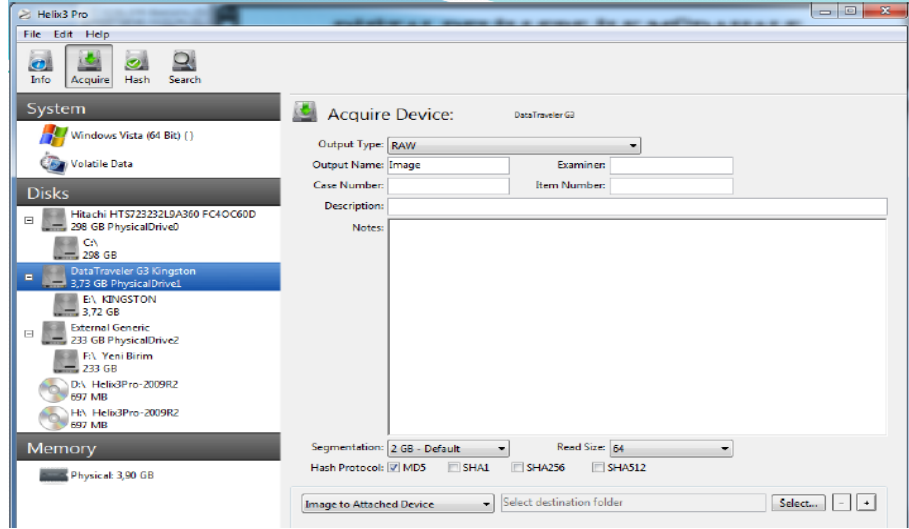 Helix3 Pro
File Edit Help
Info Acquire Hash Search
System
Windows Vista (64 Bit) ( )
Volatile Data
Disks
Hitachi HTS723232L9A360 FC4OC60D
298 GB PhysicalDrive0
C:\
298 GB
DataTraveler G3 Kingston
3,73 GB PhysicalDrive1
E:\ KINGSTON
3,72 GB
External Generic
233 GB PhysicalDrive2
F:\ Yeni Birim
233 GB
D:\ Helix3Pro-2009R2
697 MB
H:\ Helix3Pro-2009R2
697 MB
Memory
Physical: 3,90 GB
Acquire Device: DataTraveler G3
Output Type: RAW
Output Name: Image Examiner:
Case Number: Item Number:
Description:
Notes:
Segmentation: 2 GB - Default Read Size: 64
Hash Protocol: MD5 SHA1 SHA256 SHA512
Image to Attached Device Select destination folder Select... - +